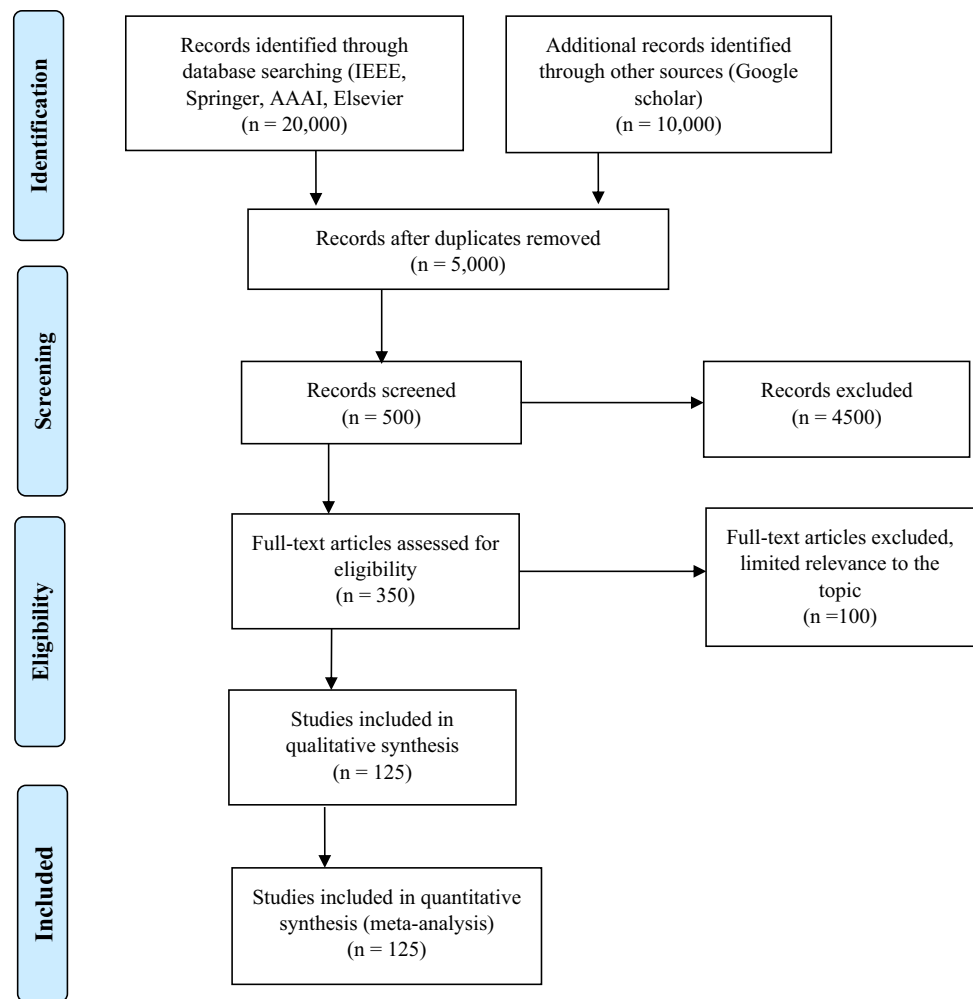 Identification
Records identified through
database searching (IEEE,
Springer, AAAI, Elsevier
(n = 20,000)
Additional records identified
through other sources (Google
scholar)
(n = 10,000)
Records after duplicates removed
(n = 5,000)
Screening
Records screened
(n = 500)
Records excluded
(n = 4500)
Eligibility
Full-text articles assessed for
eligibility
(n = 350)
Full-text articles excluded,
limited relevance to the
topic
(n =100)
Studies included in
qualitative synthesis
(n = 125)
Included
Studies included in quantitative
synthesis (meta-analysis)
(n = 125)